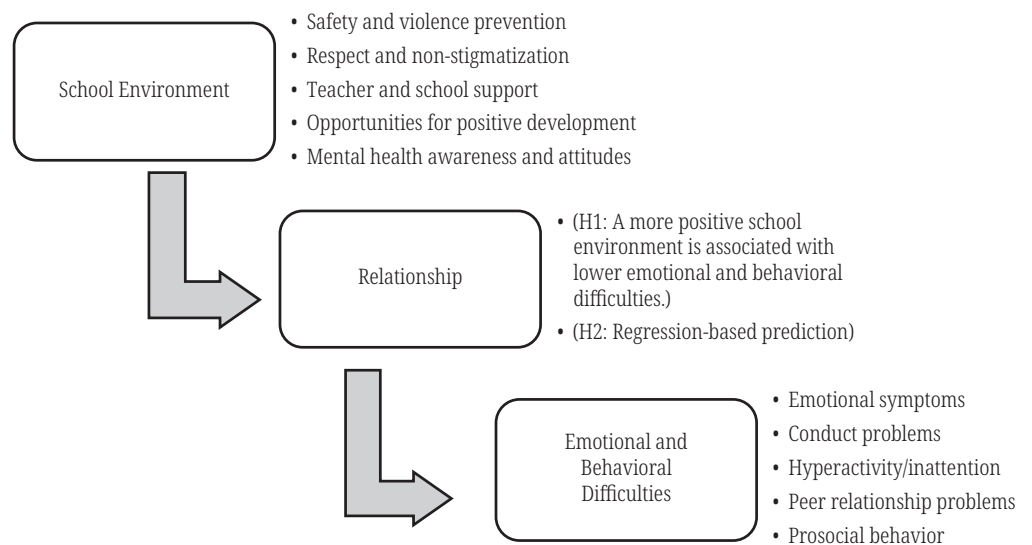 School Environment
• Safety and violence prevention
• Respect and non-stigmatization
• Teacher and school support
• Opportunities for positive development
• Mental health awareness and attitudes
Relationship
• (H1: A more positive school
environment is associated with
lower emotional and behavioral
difficulties.)
• (H2: Regression-based prediction)
Emotional and
Behavioral
Difficulties
• Emotional symptoms
• Conduct problems
• Hyperactivity/inattention
• Peer relationship problems
• Prosocial behavior